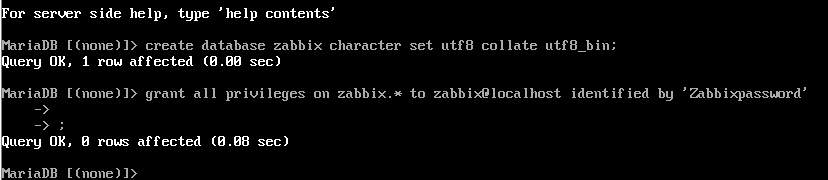 For server side help, type 'help contents'
MariaDB [(none)]> create database zabbix character set utf8 collate utf8_bin;
Query OK, 1 row affected (0.00 sec)
MariaDB [(none)]> grant all privileges on zabbix.* to zabbix@localhost identified by 'Zabbixpassword'
->
-> ;
Query OK, 0 rows affected (0.08 sec)
MariaDB [(none)]>